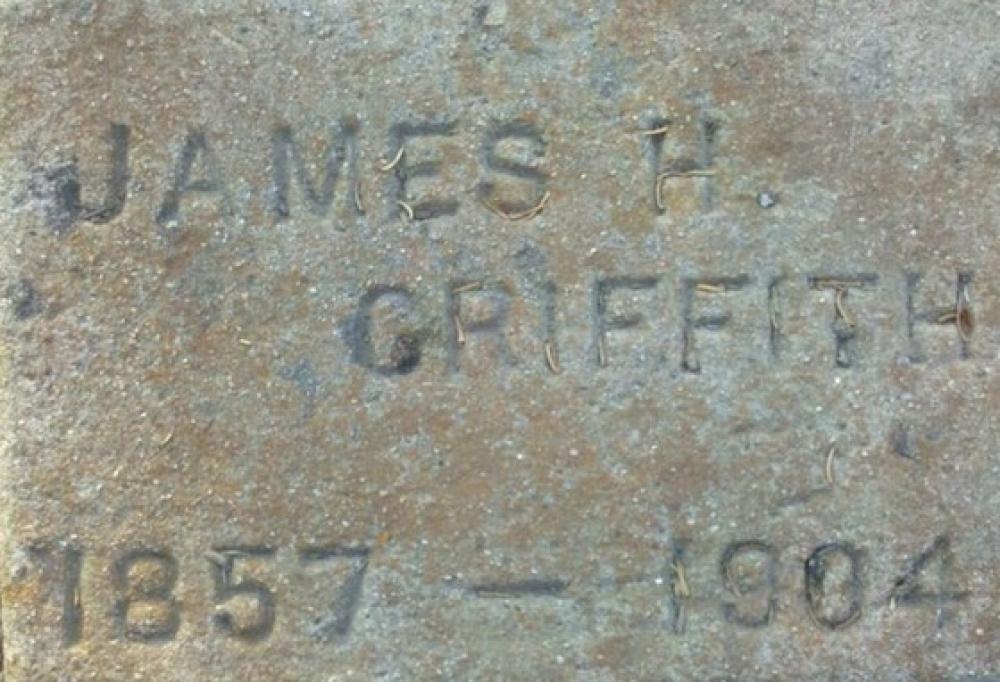 JAMES H.
GRIFFITH
1857 — 1904